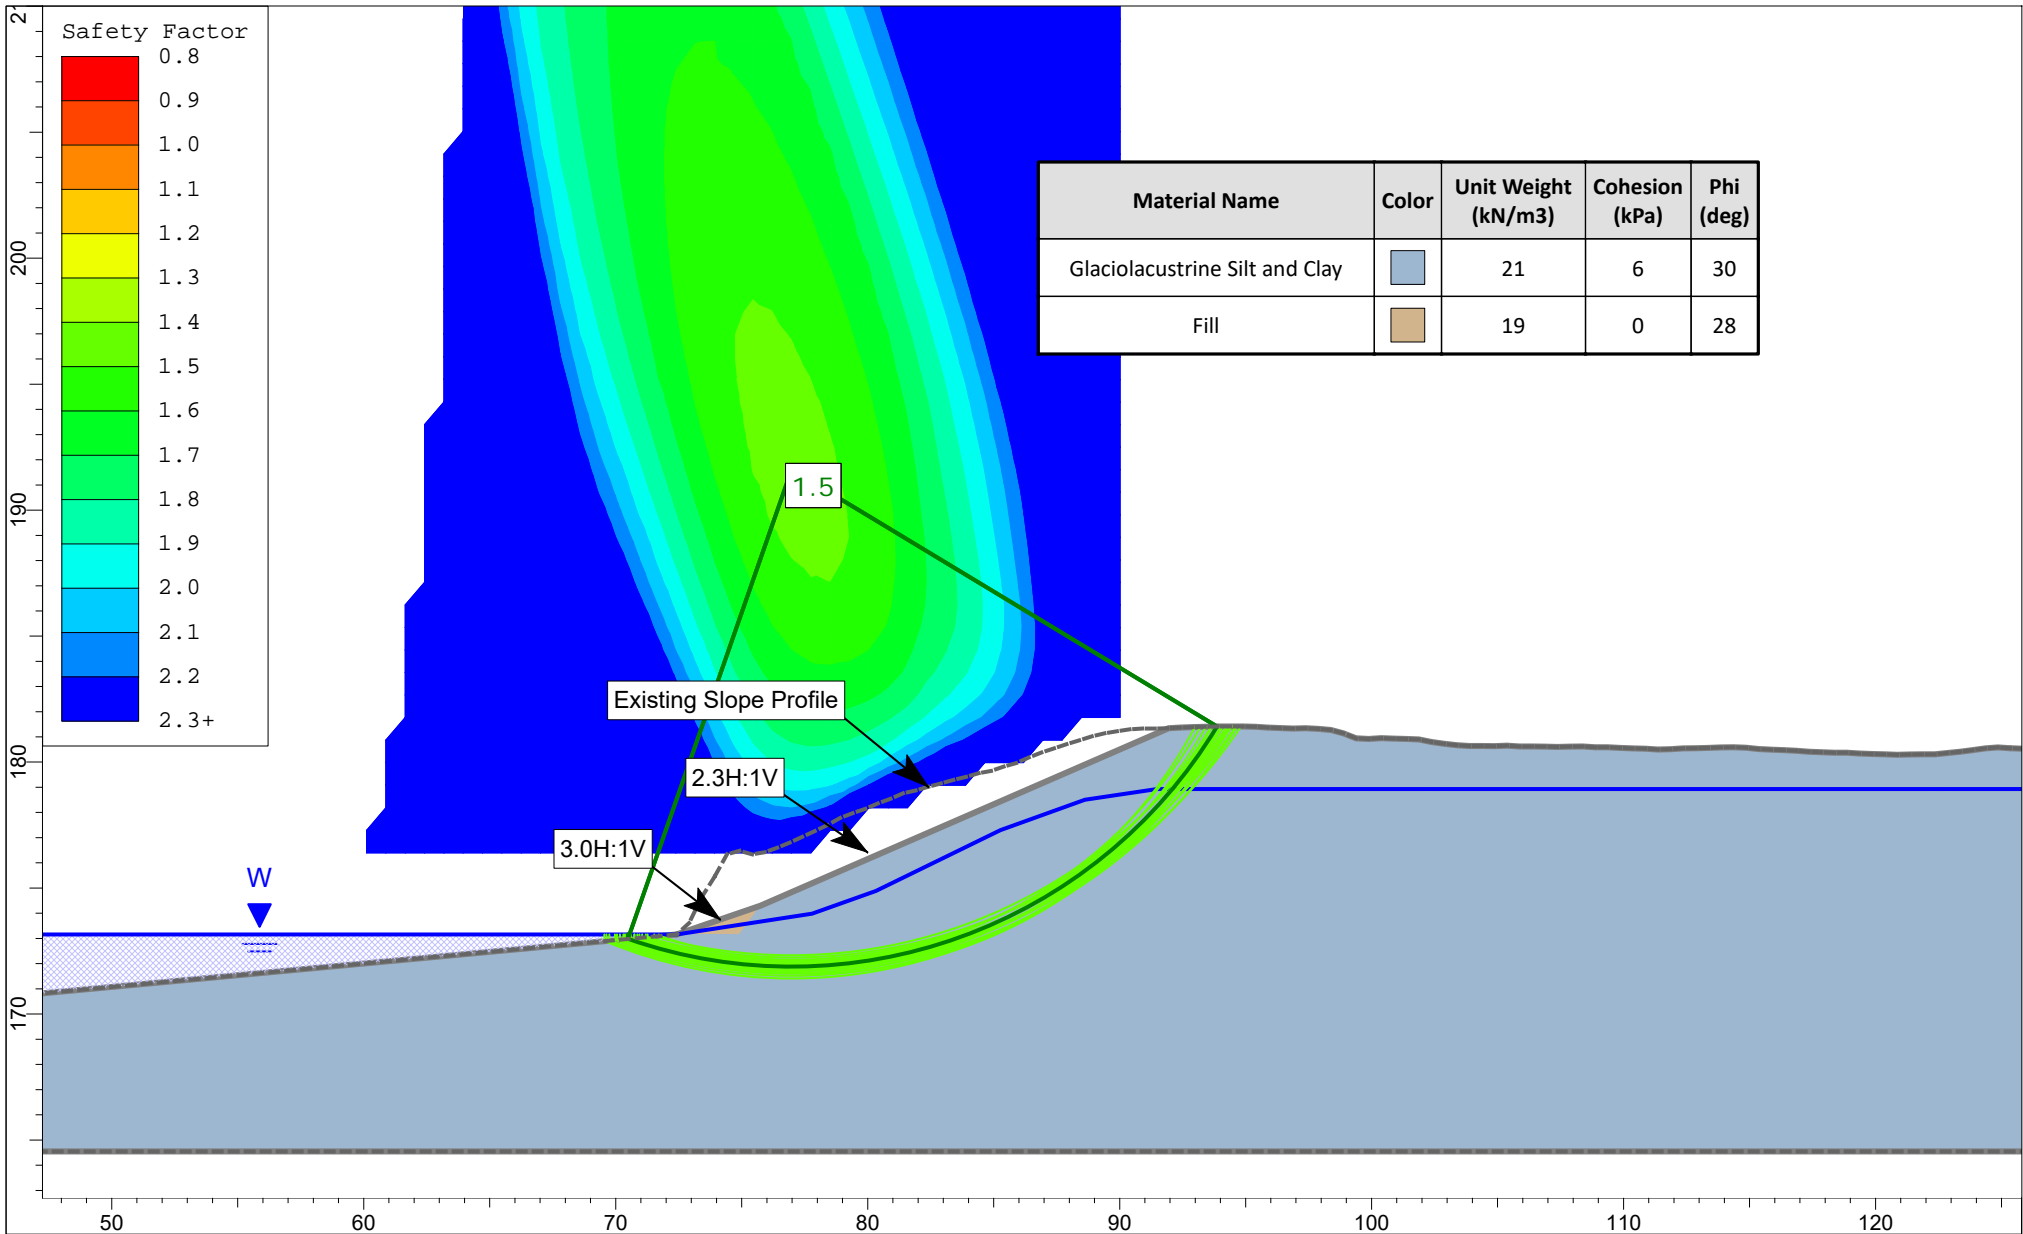 Safety Factor
0.8
0.9
1.0
1.1
1.2
1.3
1.4
1.5
1.6
1.7
1.8
1.9
2.0
2.1
2.2
2.3+
Material Name Color Unit Weight (kN/m3) Cohesion (kPa) Phi (deg)
Glaciolacustrine Silt and Clay 21 6 30
Fill 19 0 28
1.5
Existing Slope Profile
2.3H:1V
3.0H:1V
W
200
190
180
170
50 60 70 80 90 100 110 120